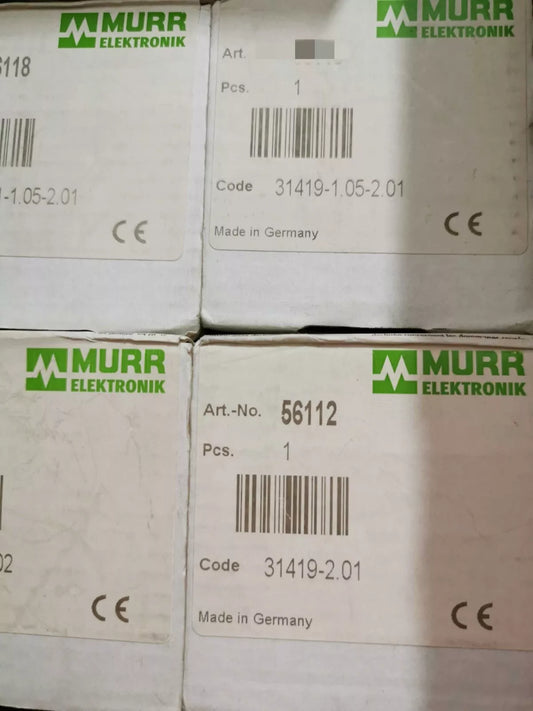 MURR
ELEKTRONIK
6118
-1.05-2.01
CE
MURR
ELEKTRONIK
Art.
Pcs. 1
Code 31419-1.05-2.01
Made in Germany
CE
MURR
ELEKTRONIK
02
CE
MURR
ELEKTRONIK
Art.-No. 56112
Pcs. 1
Code 31419-2.01
Made in Germany
CE